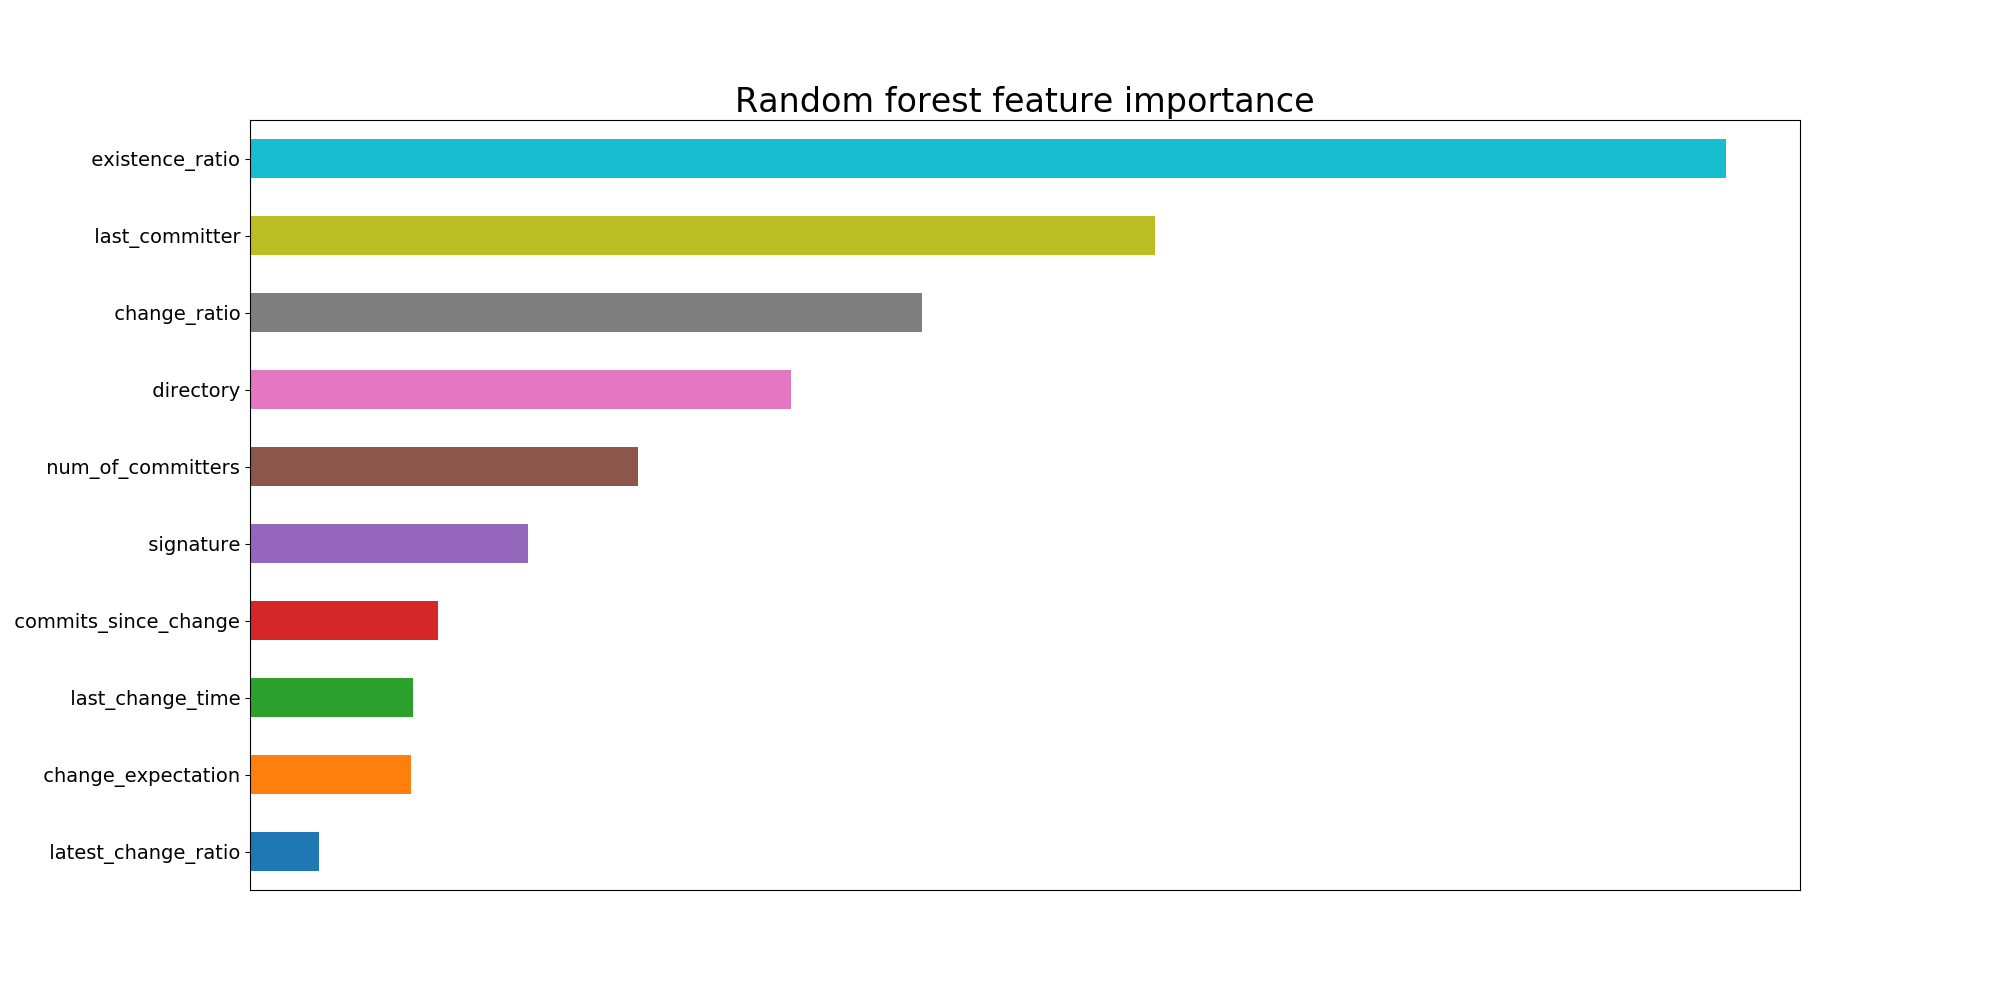 Random forest feature importance
existence_ratio
last_committer
change_ratio
directory
num_of_committers
signature
commits_since_change
last_change_time
change_expectation
latest_change_ratio